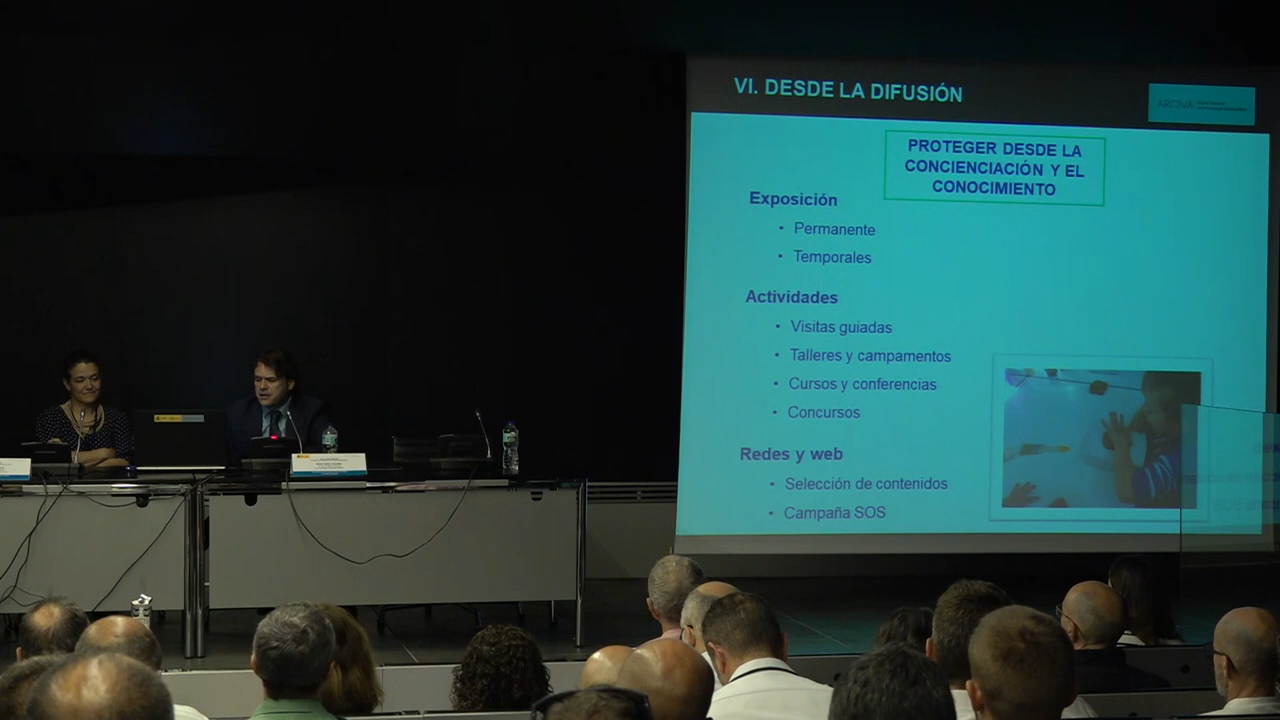 VI. DESDE LA DIFUSIÓN
ARQUA
PROTEGER DESDE LA
CONCIENCIACIÓN Y EL
CONOCIMIENTO
Exposición
• Permanente
• Temporales
Actividades
• Visitas guiadas
• Talleres y campamentos
• Cursos y conferencias
• Concursos
Redes y web
• Selección de contenidos
• Campaña SOS